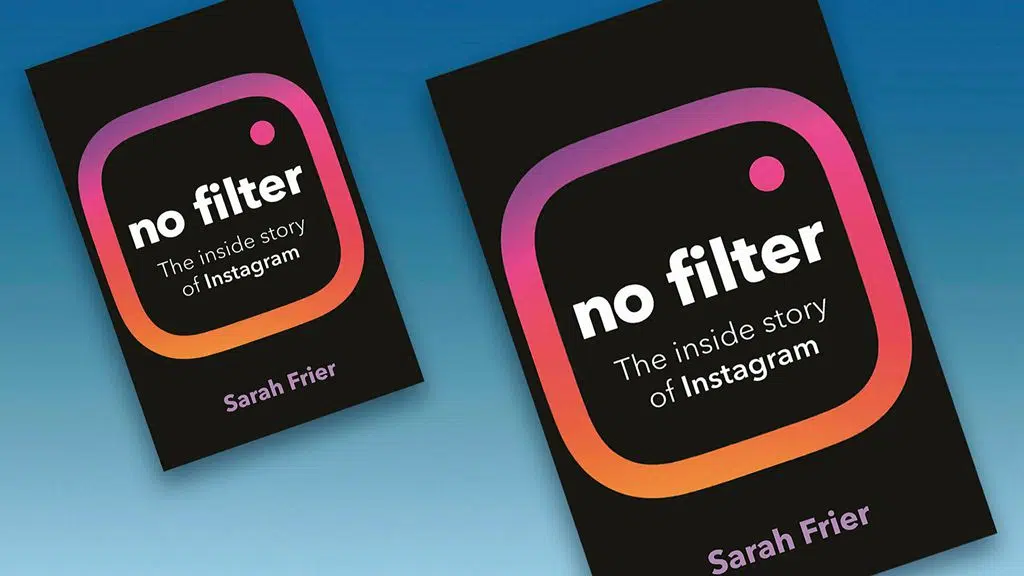 no filter
The inside story
of Instagram
Sarah Frier
no filter
The inside story
of Instagram
Sarah Frier